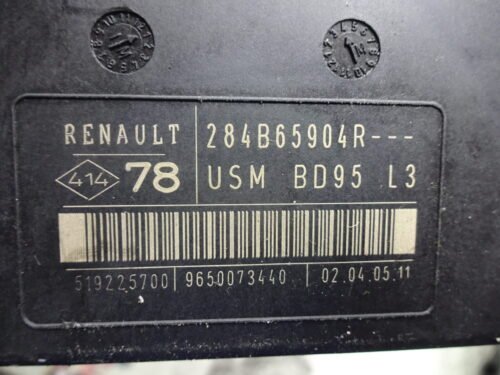 RENAULT 284B65904R---
414 78 USM BD95 L3
519225700 9650073440 02.04.05.11